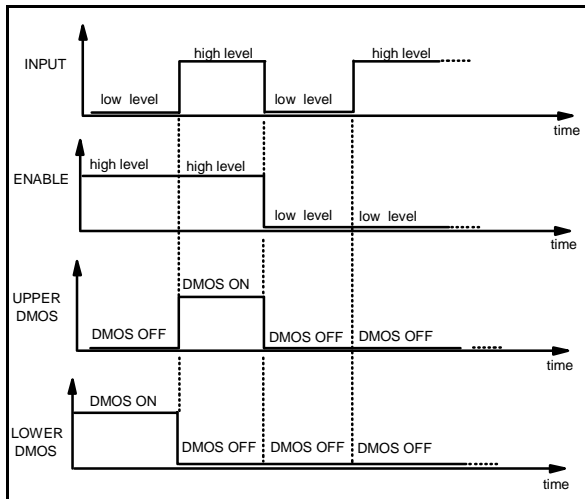 INPUT
high level
high level
low level
low level
time
ENABLE
high level
high level
low level
low level
time
UPPER
DMOS
DMOS ON
DMOS OFF
DMOS OFF
DMOS OFF
time
LOWER
DMOS
DMOS ON
DMOS OFF
DMOS OFF
DMOS OFF
time